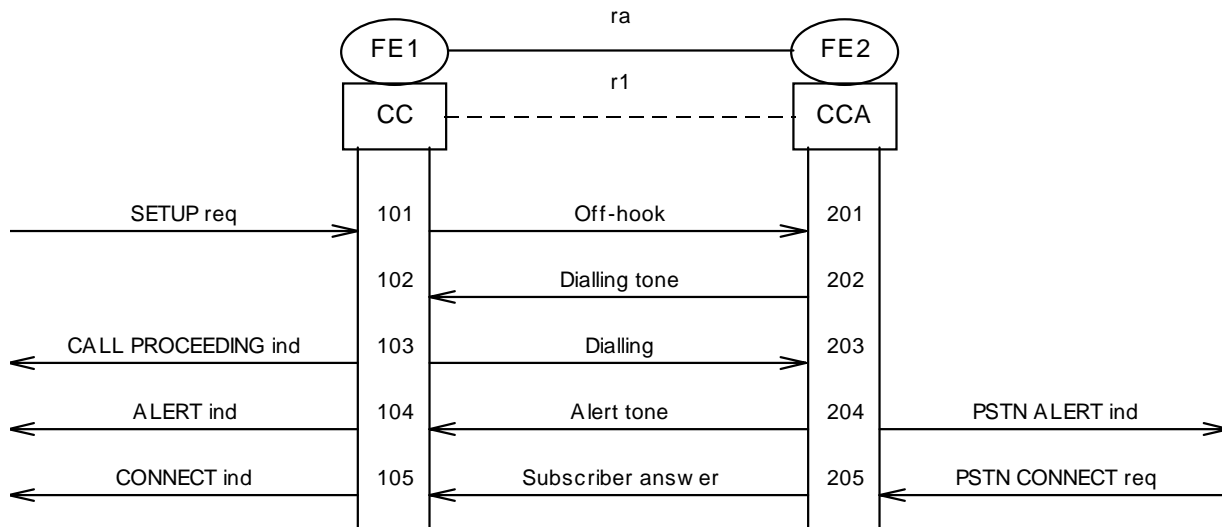 ra
FE1 FE2
r1
CC CCA
SETUP req 101 Off-hook 201
102 Dialling tone 202
CALL PROCEEDING ind 103 Dialling 203
ALERT ind 104 Alert tone 204 PSTN ALERT ind
CONNECT ind 105 Subscriber answer 205 PSTN CONNECT req